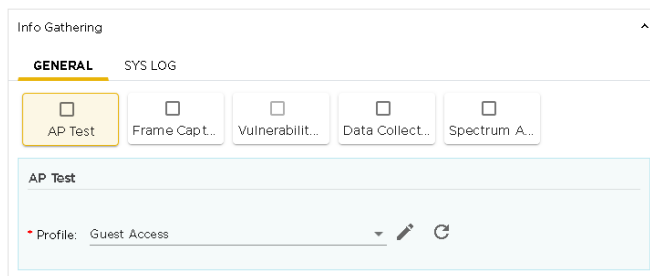 Info Gathering
GENERAL SYS LOG
AP Test Frame Capt... Vulnerabilit... Data Collect... Spectrum A...
AP Test
* Profile: Guest Access